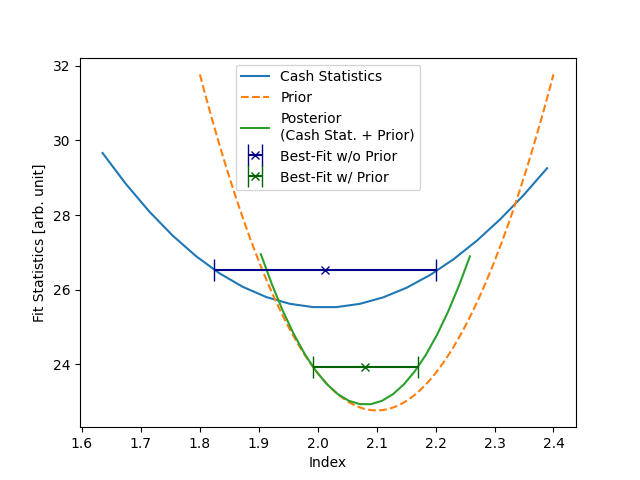 32
30
28
26
24
Fit Statistics [arb. unit]
Cash Statistics
Prior
Posterior
(Cash Stat. + Prior)
Best-Fit w/o Prior
Best-Fit w/ Prior
1.6 1.7 1.8 1.9 2.0 2.1 2.2 2.3 2.4
Index